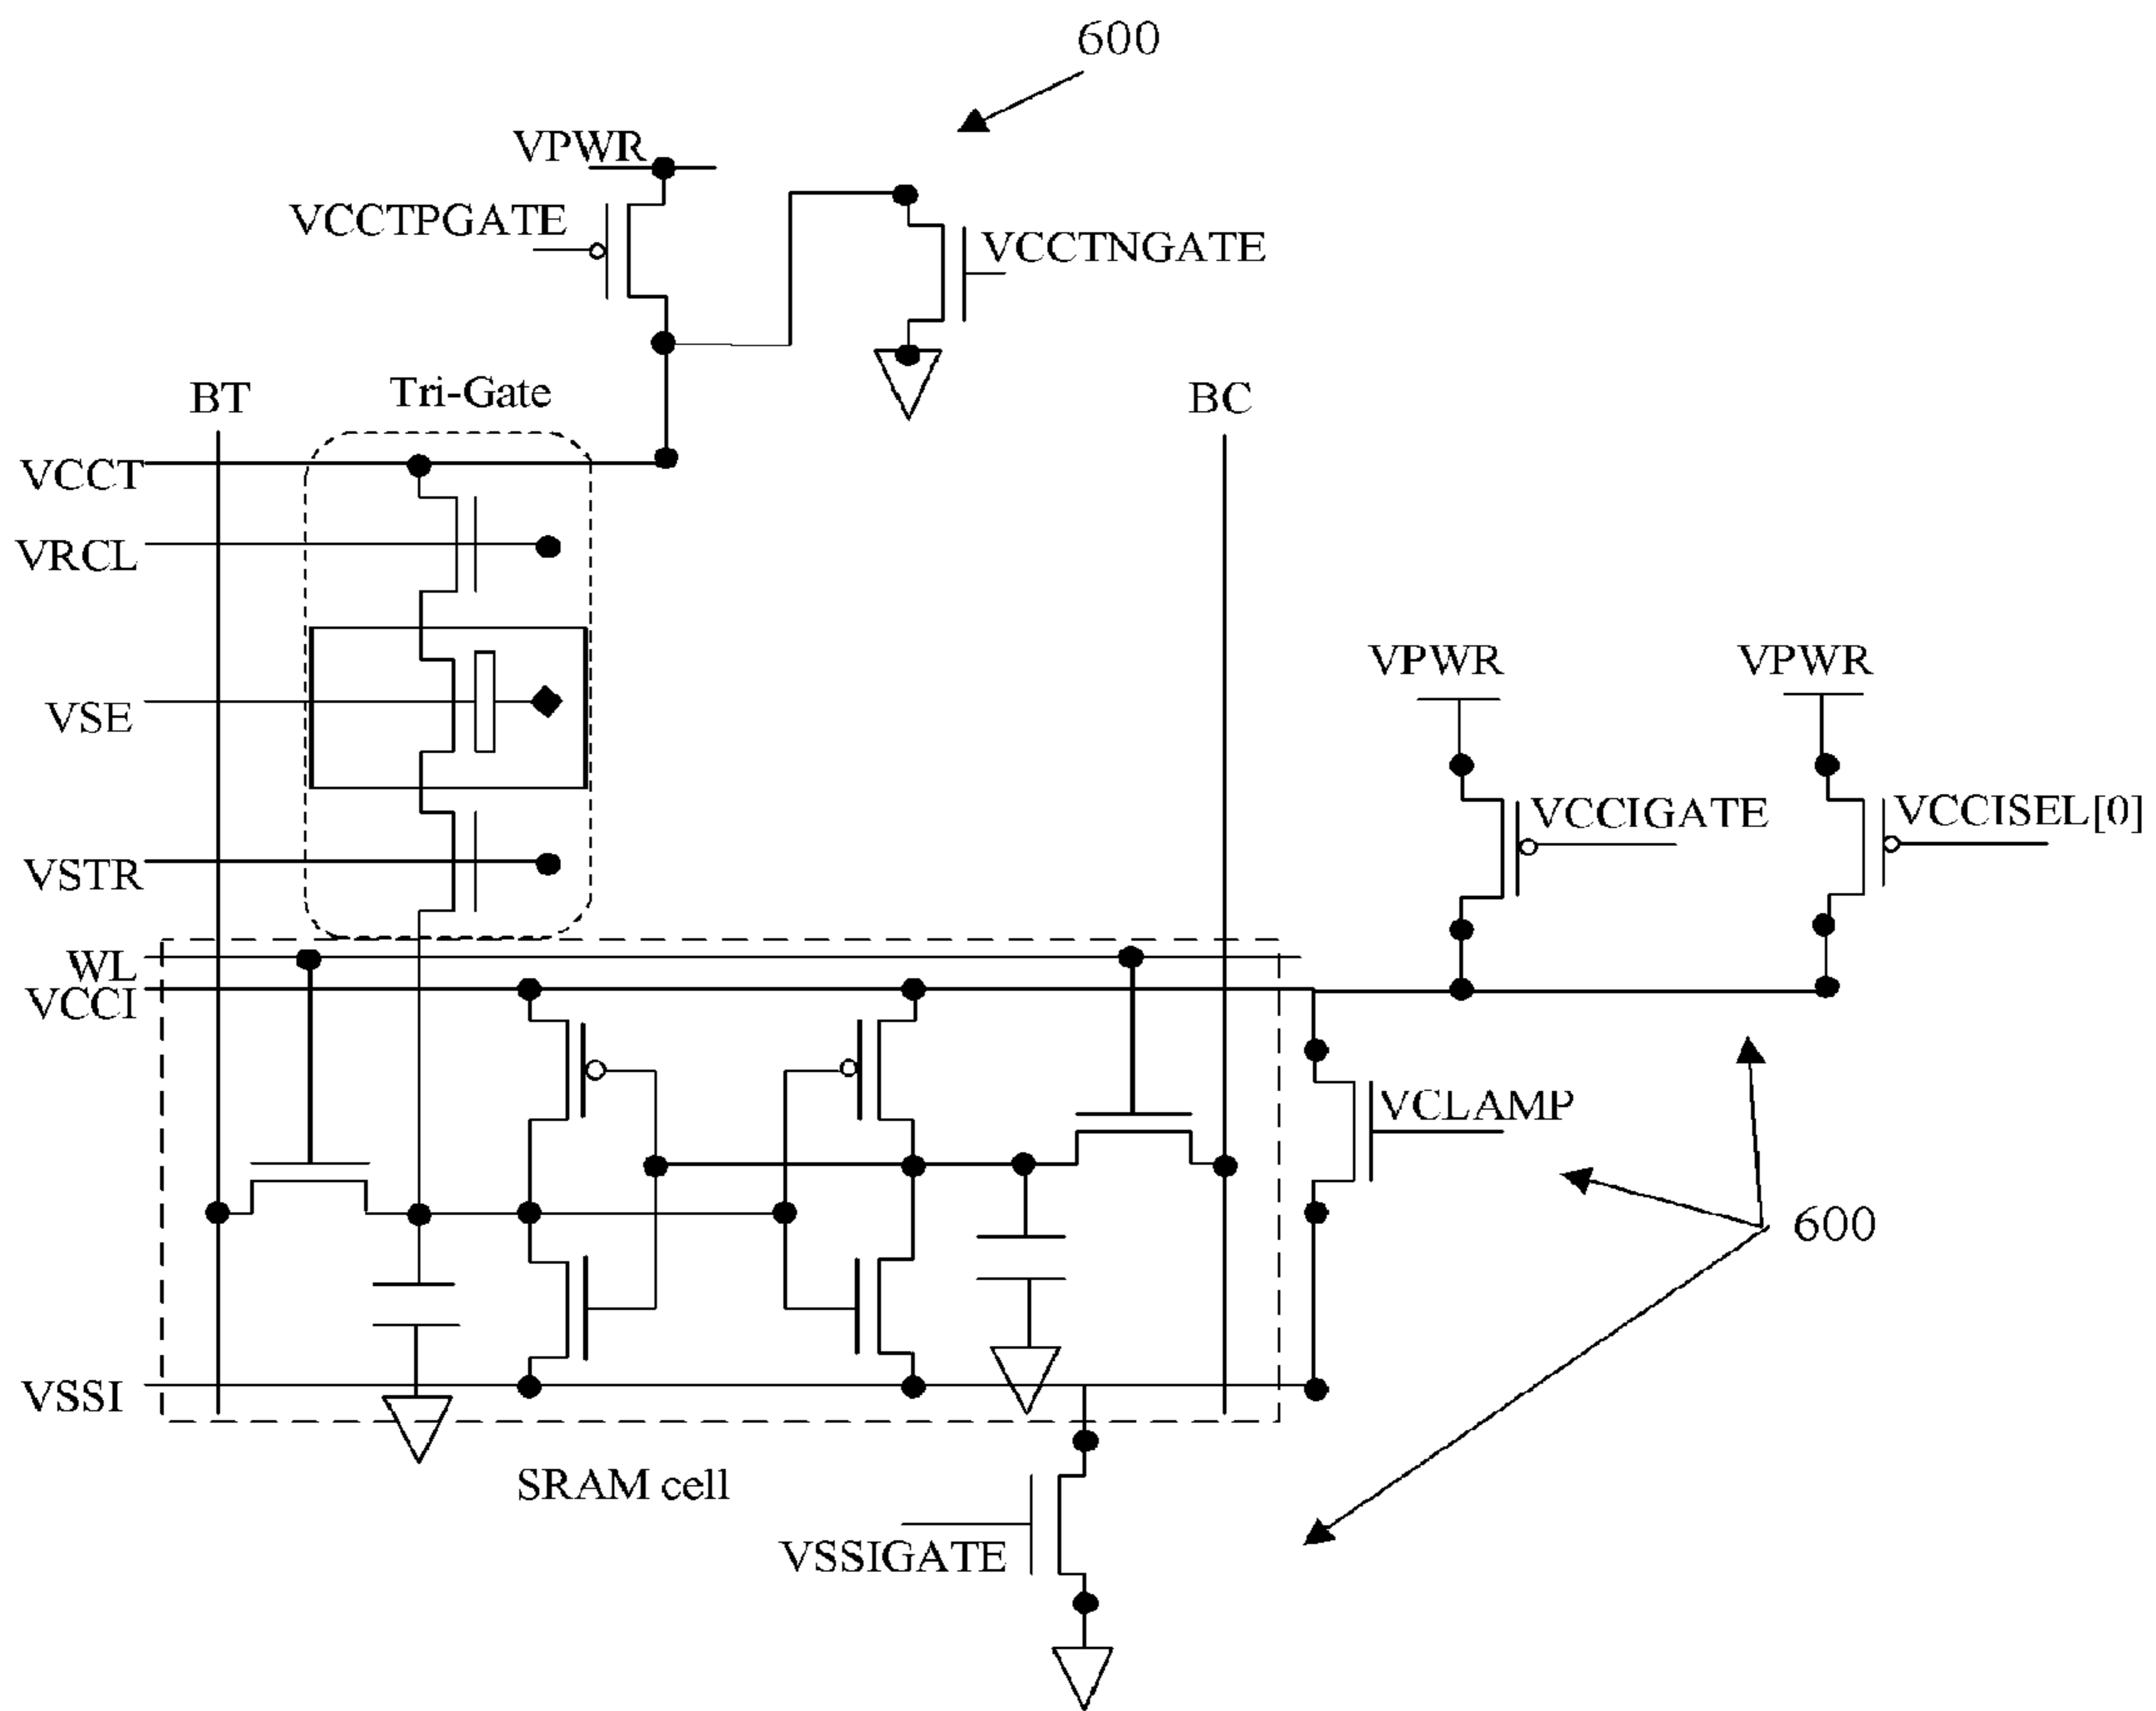 600
VPWR
VCCTPGATE
VCCTNGATE
BT
Tri-Gate
BC
VCCT
VRCL
VSE
VSTR
VPWR
VPWR
VCCIGATE
VCCISEL[0]
WL
VCCI
VCLAMP
600
VSSI
SRAM cell
VSSIGATE